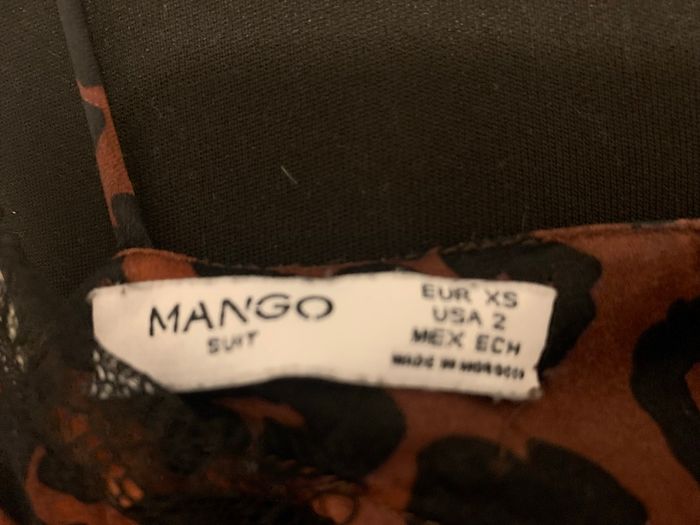 MANGO
SUIT
EUR XS
USA 2
MEX ECH
MADE IN MOROCCO